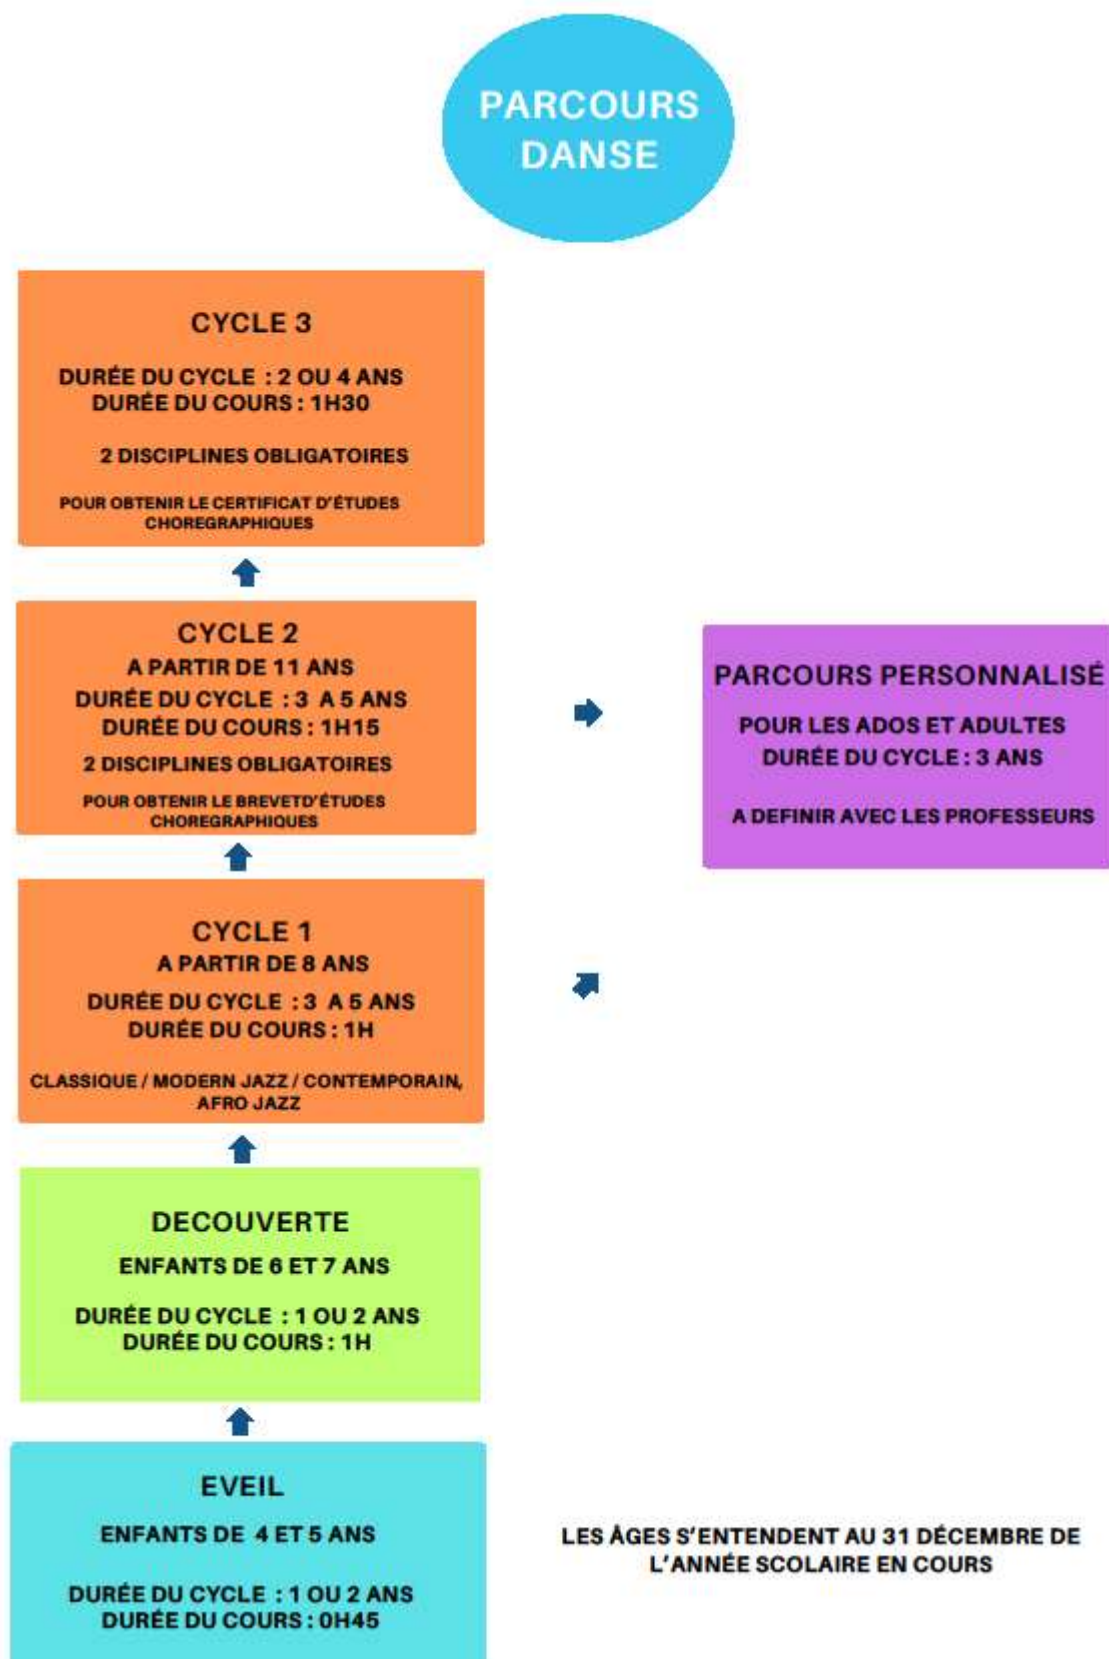 PARCOURS
DANSE
CYCLE 3
DURÉE DU CYCLE : 2 OU 4 ANS
DURÉE DU COURS : 1H30
2 DISCIPLINES OBLIGATOIRES
POUR OBTENIR LE CERTIFICAT D'ÉTUDES
CHOREGRAPHIQUES
CYCLE 2
A PARTIR DE 11 ANS
DURÉE DU CYCLE : 3 A 5 ANS
DURÉE DU COURS : 1H15
2 DISCIPLINES OBLIGATOIRES
POUR OBTENIR LE BREVETD'ÉTUDES
CHOREGRAPHIQUES
PARCOURS PERSONNALISÉ
POUR LES ADOS ET ADULTES
DURÉE DU CYCLE : 3 ANS
A DEFINIR AVEC LES PROFESSEURS
CYCLE 1
A PARTIR DE 8 ANS
DURÉE DU CYCLE : 3 A 5 ANS
DURÉE DU COURS : 1H
CLASSIQUE / MODERN JAZZ / CONTEMPORAIN,
AFRO JAZZ
DECOUVERTE
ENFANTS DE 6 ET 7 ANS
DURÉE DU CYCLE : 1 OU 2 ANS
DURÉE DU COURS : 1H
EVEIL
ENFANTS DE 4 ET 5 ANS
DURÉE DU CYCLE : 1 OU 2 ANS
DURÉE DU COURS : 0H45
LES ÂGES S'ENTENDENT AU 31 DÉCEMBRE DE
L'ANNÉE SCOLAIRE EN COURS